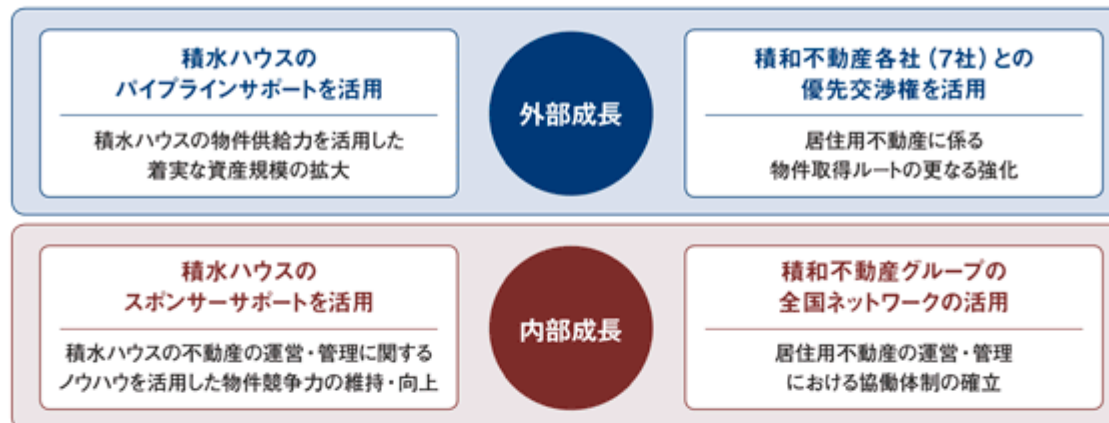 積水ハウスの
パイプラインサポートを活用
積水ハウスの物件供給力を活用した
着実な資産規模の拡大
外部成長
積和不動産各社(7社)との
優先交渉権を活用
居住用不動産に係る
物件取得ルートの更なる強化
積水ハウスの
スポンサーサポートを活用
積水ハウスの不動産の運営・管理に関する
ノウハウを活用した物件競争力の維持・向上
内部成長
積和不動産グループの
全国ネットワークの活用
居住用不動産の運営・管理
における協働体制の確立